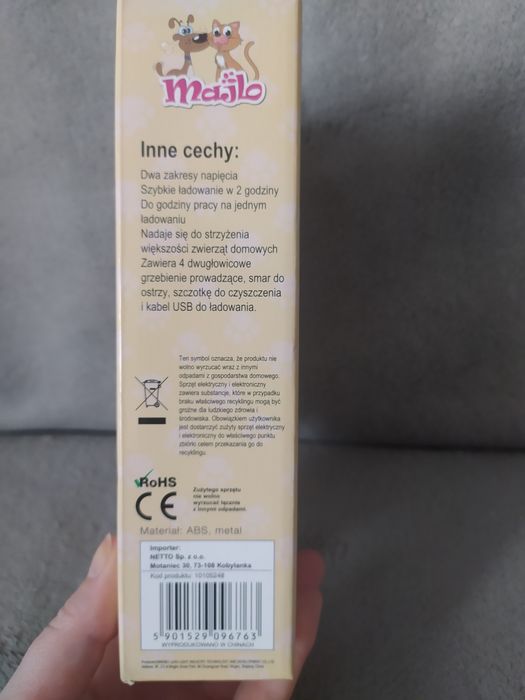 Majlo
Inne cechy:
Dwa zakresy napięcia
Szybkie ładowanie w 2 godziny
Do godziny pracy na jednym
ładowaniu
Nadaje się do strzyżenia
większości zwierząt domowych
Zawiera 4 dwugłowicowe
grzebienie prowadzące, smar do
ostrzy, szczotkę do czyszczenia
i kabel USB do ładowania.
Ten symbol oznacza, że produktu nie
wolno wyrzucać wraz z innymi
odpadami z gospodarstwa domowego.
Sprzęt elektryczny i elektroniczny
zawiera substancje, które w przypadku
braku właściwego recyklingu mogą być
groźne dla ludzkiego zdrowia i
środowiska. Obowiązkiem użytkownika
jest dostarczyć zużyty sprzęt elektryczny
i elektroniczny do właściwego punktu
zbiórki celem przekazania go do
recyklingu.
RoHS
CE
Zużytego sprzętu
nie wolno
wyrzucać łącznie
z innymi odpadami.
Materiał: ABS, metal
Importer:
NETTO Sp. z o.o.
Motaniec 30, 73-108 Kobylanka
Kod produktu: 10105248
5 901529 096763
WYPRODUKOWANO W CHINACH